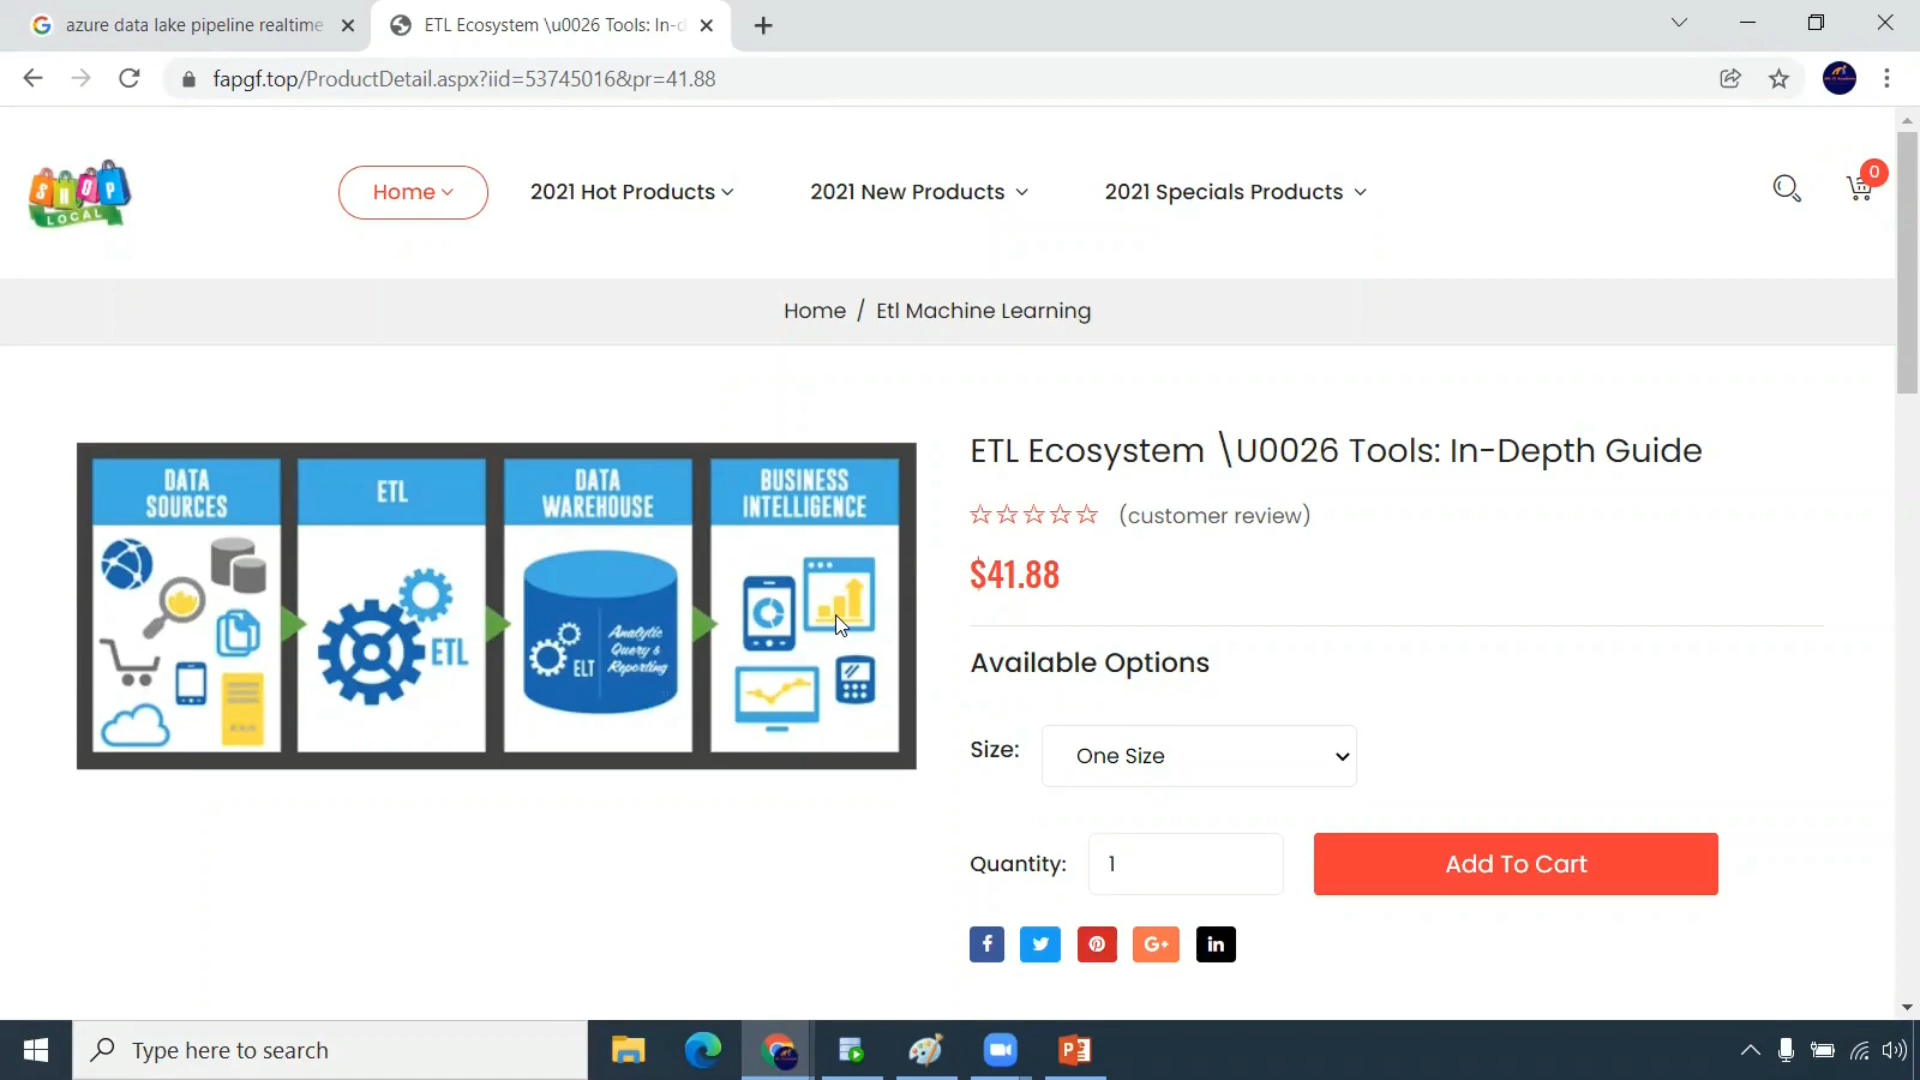 azure data lake pipeline realtime
ETL Ecosystem \u0026 Tools: In-d
fapgf.top/ProductDetail.aspx?iid=53745016&pr=41.88
SHOP
LOCAL
Home
2021 Hot Products
2021 New Products
2021 Specials Products
0
Home / Etl Machine Learning
DATA
SOURCES
ETL
DATA
WAREHOUSE
BUSINESS
INTELLIGENCE
ETL
ELT
Analytic
Query &
Reporting
ETL Ecosystem \U0026 Tools: In-Depth Guide
(customer review)
$41.88
Available Options
Size:
One Size
Quantity:
1
Add To Cart
Type here to search